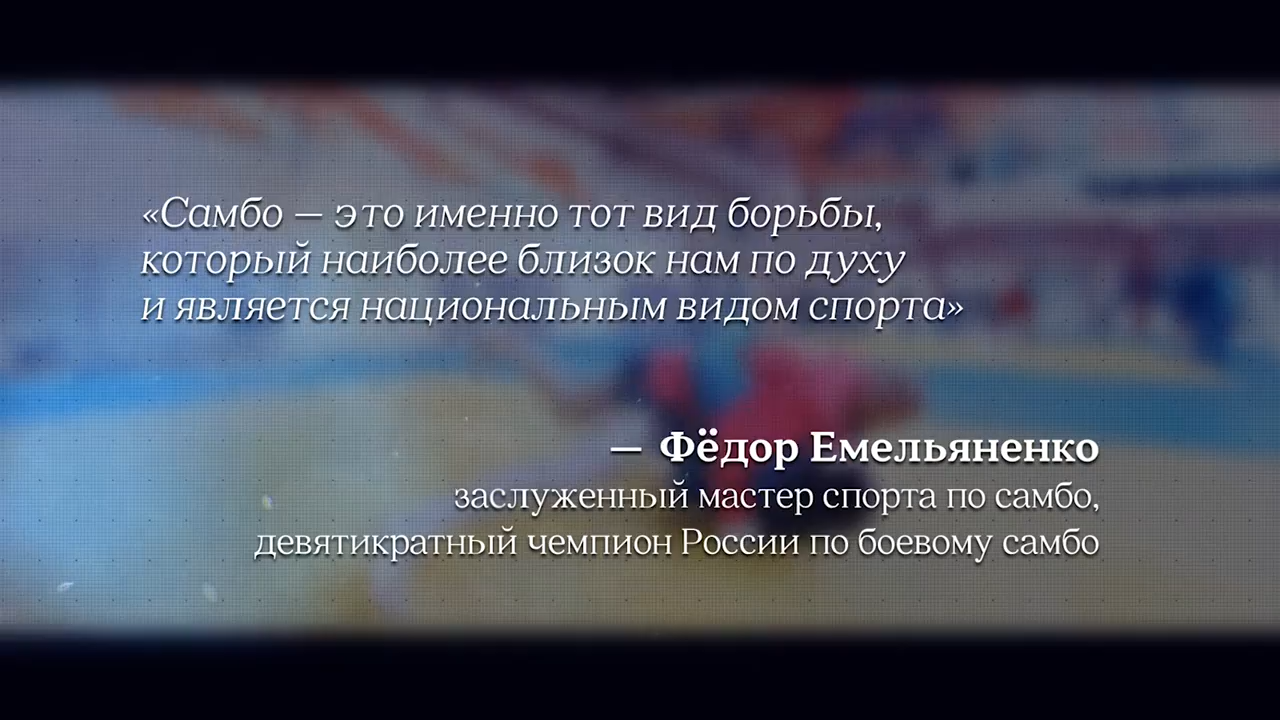 «Самбо — это именно тот вид борьбы,
который наиболее близок нам по духу
и является национальным видом спорта»
— Фёдор Емельяненко
заслуженный мастер спорта по самбо,
девятикратный чемпион России по боевому самбо